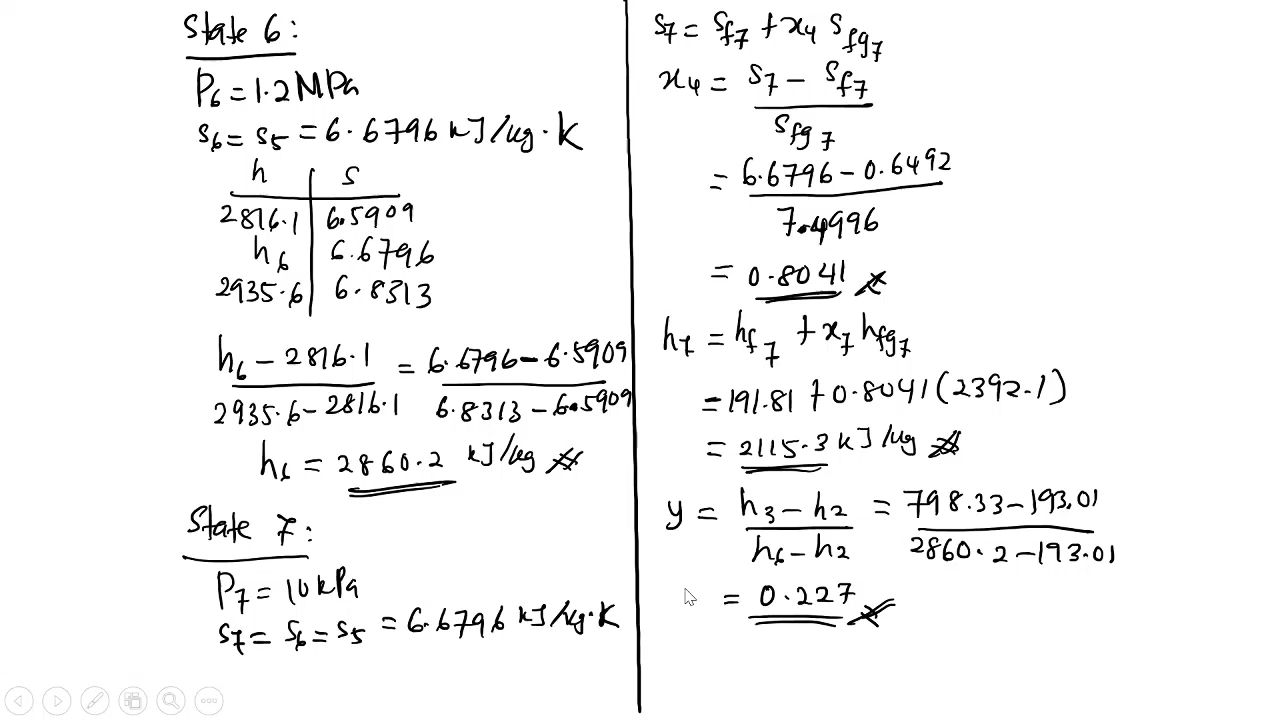 State 6:
P6 = 1.2 MPa
s6 = s5 = 6.6796 kJ/kg·K
h | s
2816.1 | 6.5909
h6 | 6.6796
2935.6 | 6.8313
h6 − 2816.1 / 2935.6 − 2816.1 = 6.6796 − 6.5909 / 6.8313 − 6.5909
h6 = 2860.2 kJ/kg
State 7:
P7 = 10 kPa
s7 = s6 = s5 = 6.6796 kJ/kg·K
s7 = sf7 + x4 sfg7
x4 = s7 − sf7 / sfg7
= 6.6796 − 0.6492 / 7.4996
= 0.8041
h7 = hf7 + x7 hfg7
= 191.81 + 0.8041(2392.1)
= 2115.3 kJ/kg
y = h3 − h2 / h6 − h2 = 798.33 − 193.01 / 2860.2 − 193.01
= 0.227